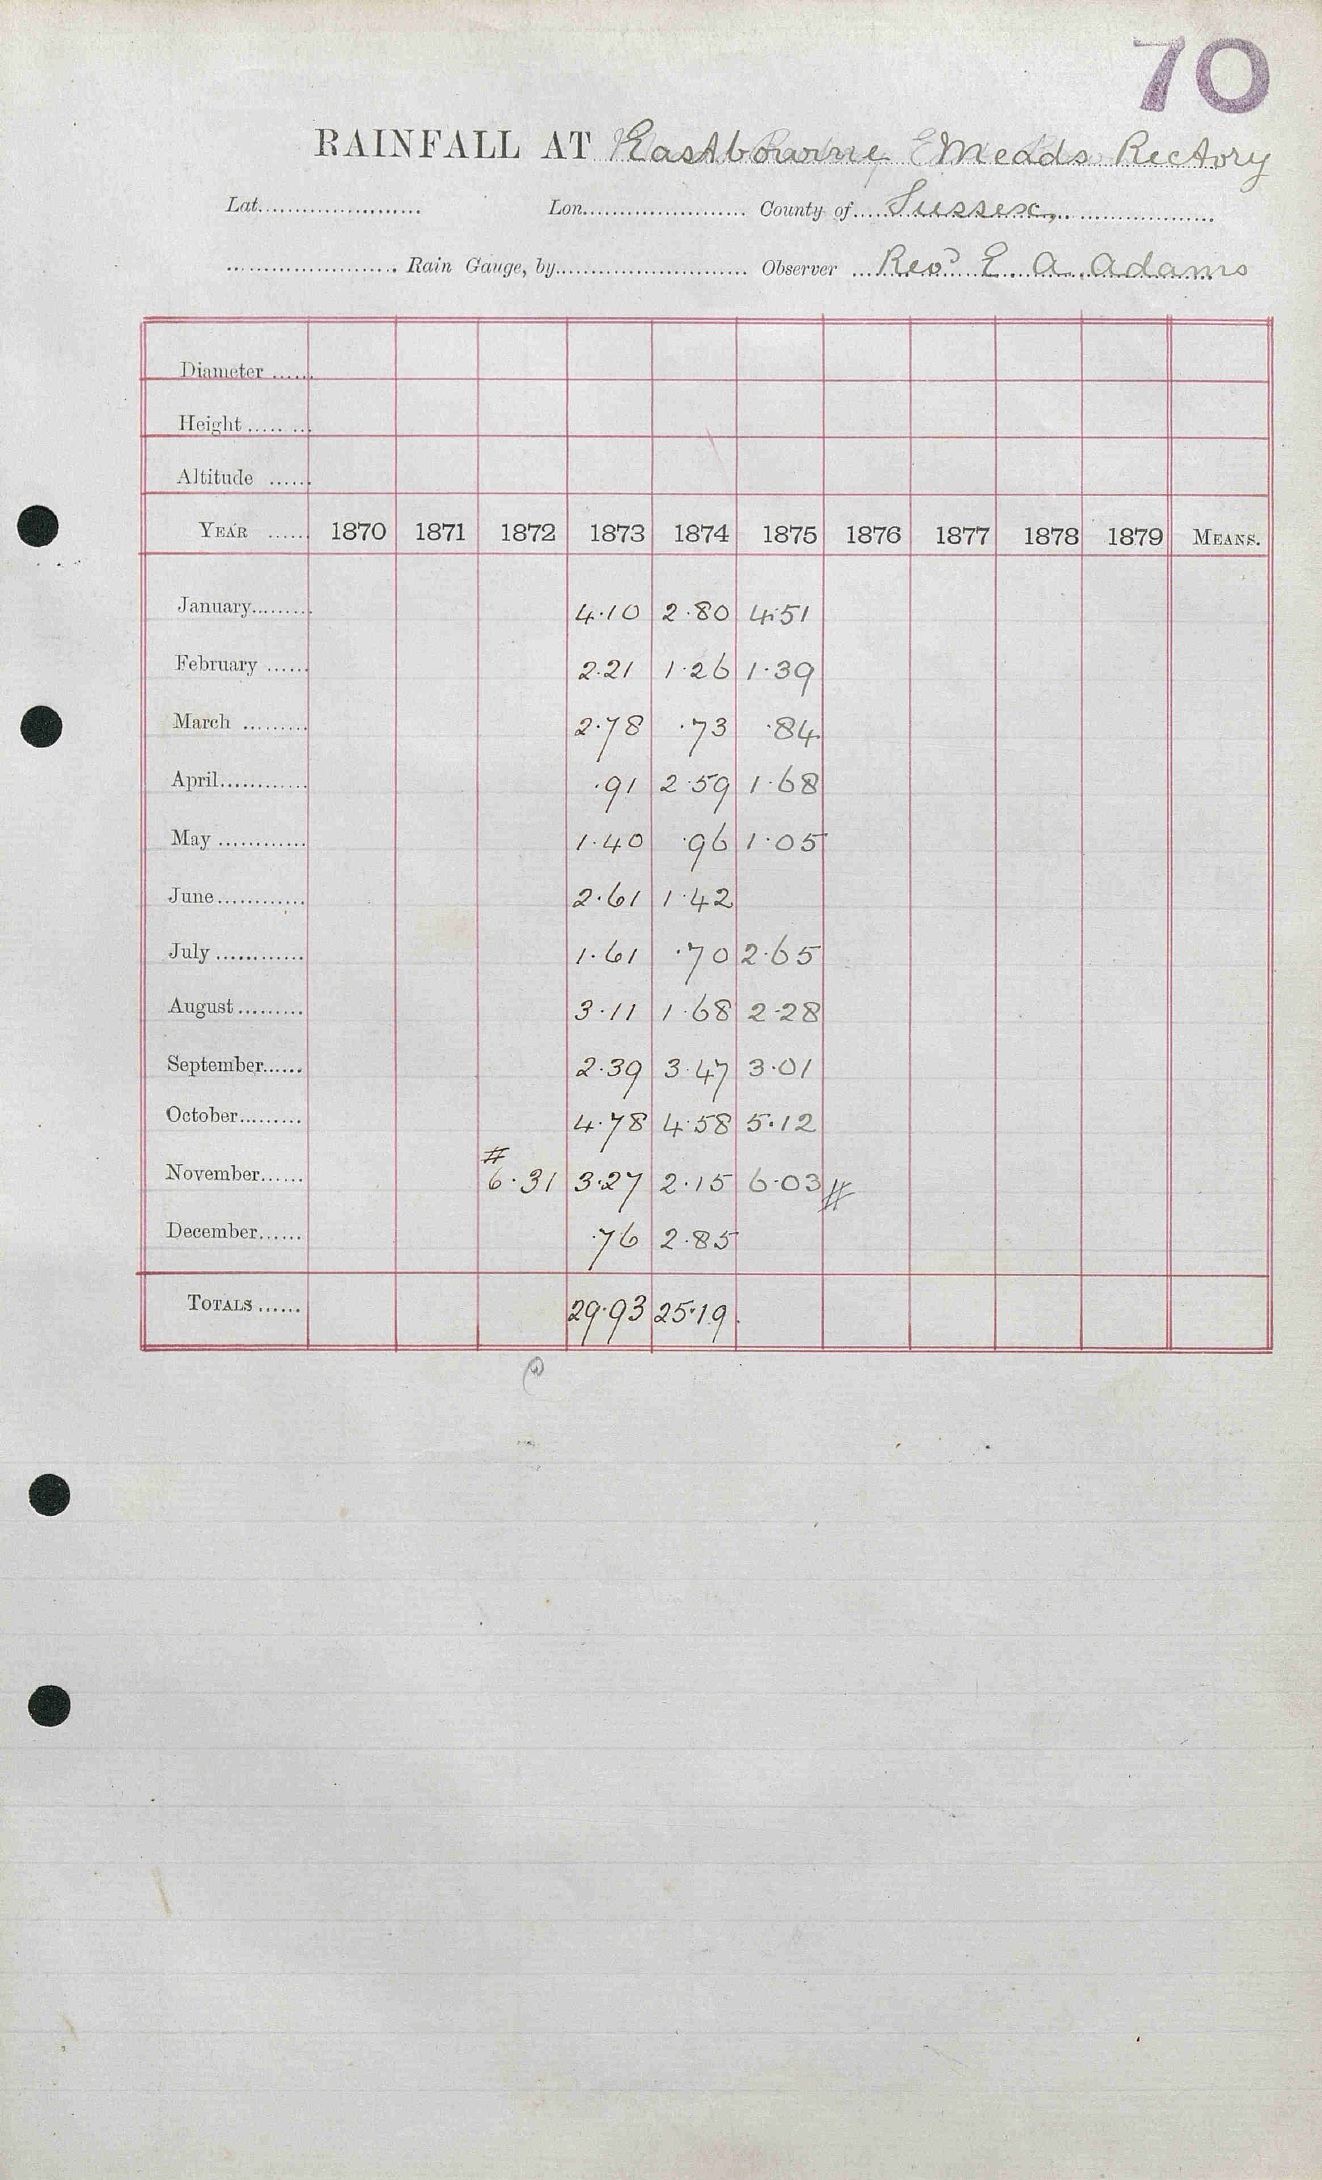 70
RAINFALL AT Eastbourne Meads Rectory
Lat........................ Lon........................ County of....Sussex,........................
........................ Rain Gauge, by........................ Observer ...Revd E. A. Adams
Diameter ......
Height ........
Altitude ......
YEAR ...... 1870 1871 1872 1873 1874 1875 1876 1877 1878 1879 MEANS.
January......... 4.10 2.80 4.51
February ...... 2.21 1.26 1.39
March ......... 2.78 .73 .84
April............ .91 2.59 1.68
May ............ 1.40 .96 1.05
June............ 2.61 1.42
July ............ 1.61 .70 2.65
August......... 3.11 1.68 2.28
September...... 2.39 3.47 3.01
October......... 4.78 4.58 5.12
November...... # 6.31 3.27 2.15 6.03 #
December...... .76 2.85
TOTALS ...... 29.93 25.19.